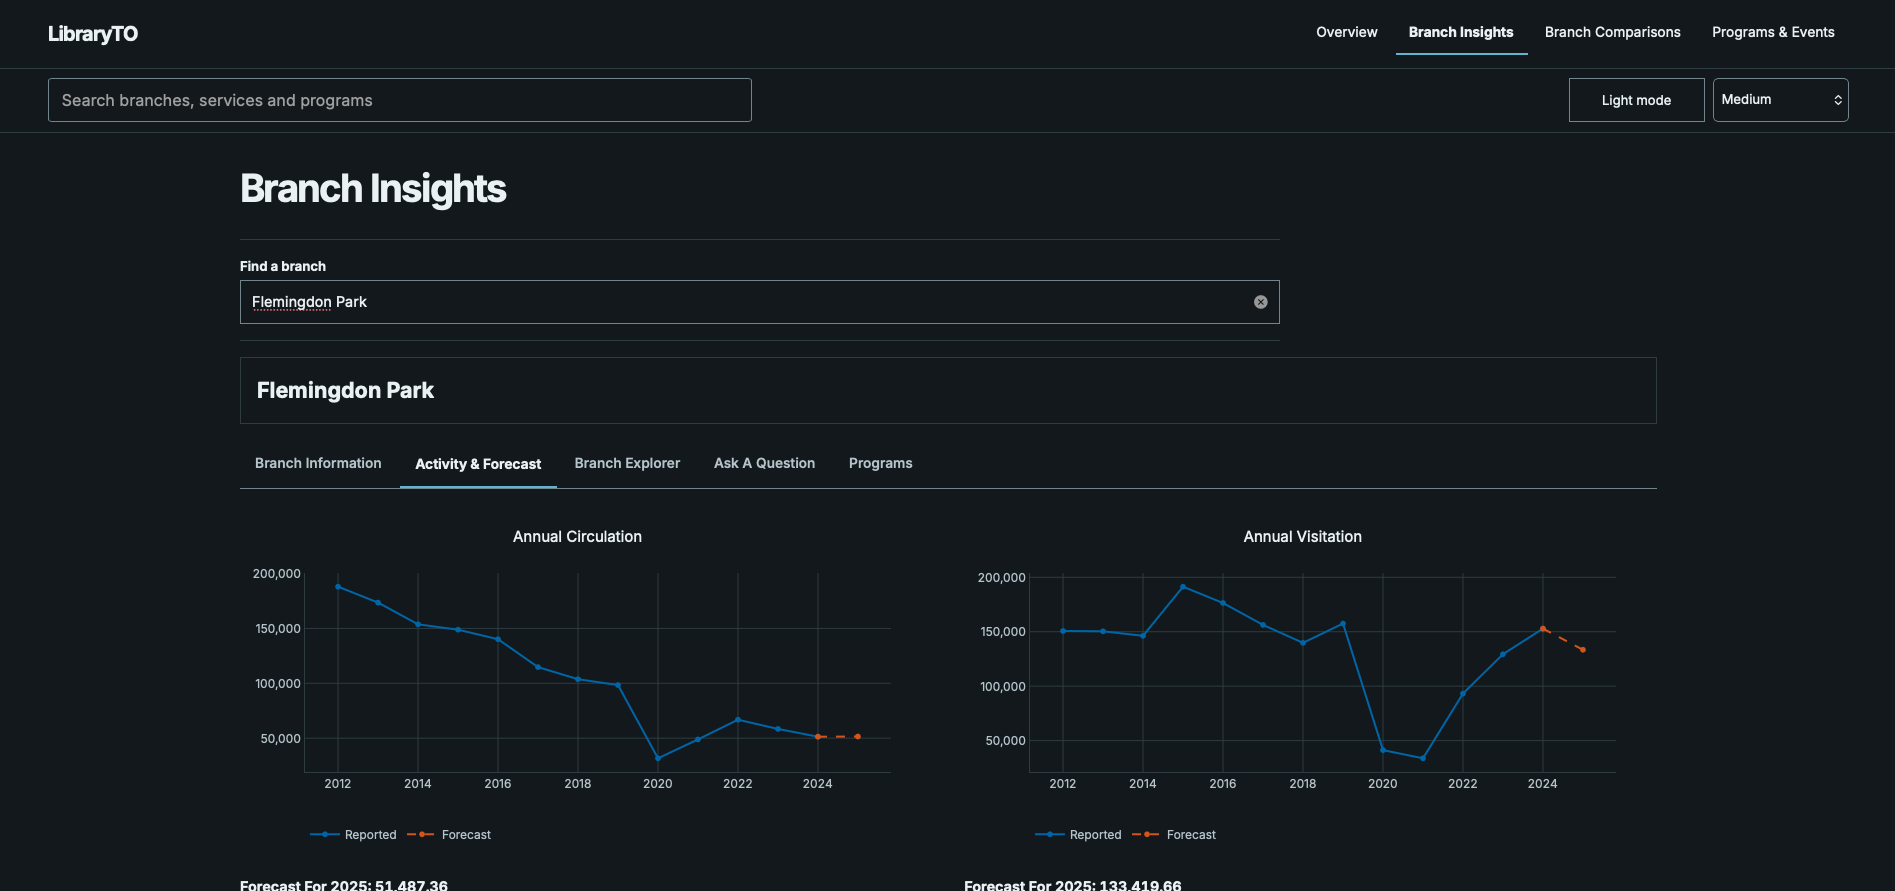 LibraryTO
Overview
Branch Insights
Branch Comparisons
Programs & Events
Search branches, services and programs
Light mode
Medium
Branch Insights
Find a branch
Flemingdon Park
Flemingdon Park
Branch Information
Activity & Forecast
Branch Explorer
Ask A Question
Programs
Annual Circulation
200,000
150,000
100,000
50,000
2012 2014 2016 2018 2020 2022 2024
Reported Forecast
Forecast For 2025: 51,487.36
Annual Visitation
200,000
150,000
100,000
50,000
2012 2014 2016 2018 2020 2022 2024
Reported Forecast
Forecast For 2025: 133,419.66